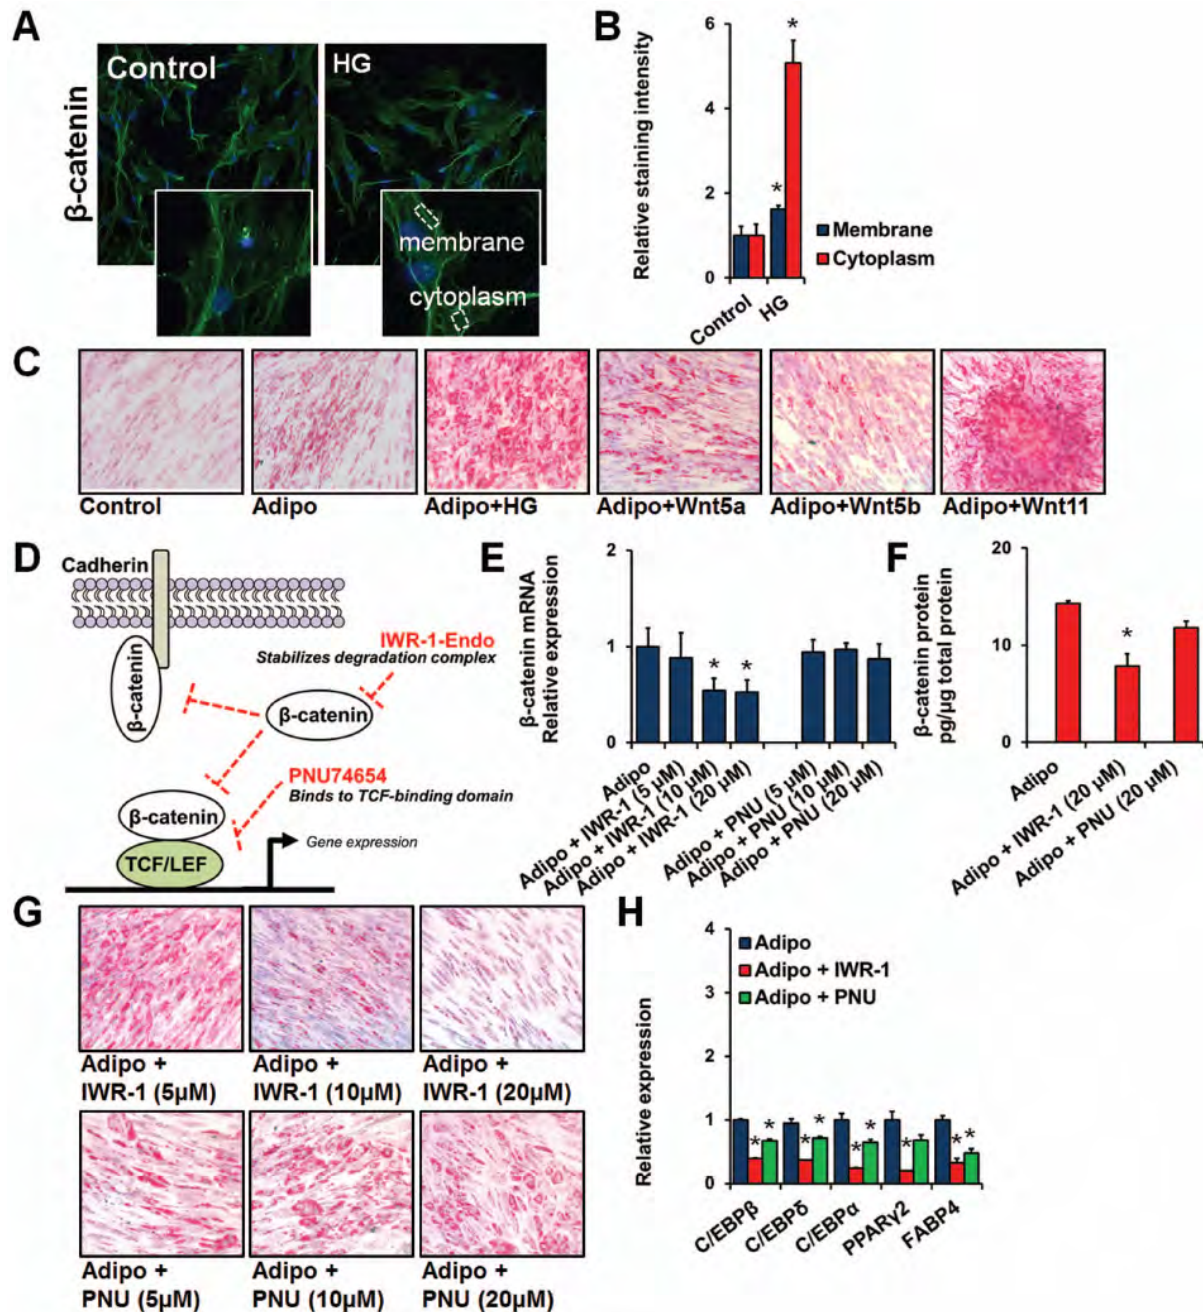 A
β-catenin
Control
HG
membrane
cytoplasm
B
Relative staining intensity
6
4
2
0
*
*
Membrane
Cytoplasm
Control
HG
C
Control
Adipo
Adipo+HG
Adipo+Wnt5a
Adipo+Wnt5b
Adipo+Wnt11
D
Cadherin
β-catenin
IWR-1-Endo
Stabilizes degradation complex
β-catenin
PNU74654
Binds to TCF-binding domain
β-catenin
TCF/LEF
Gene expression
E
β-catenin mRNA
Relative expression
2
1
0
*
*
Adipo
Adipo + IWR-1 (5 μM)
Adipo + IWR-1 (10 μM)
Adipo + IWR-1 (20 μM)
Adipo + PNU (5 μM)
Adipo + PNU (10 μM)
Adipo + PNU (20 μM)
F
β-catenin protein
pg/μg total protein
20
10
0
*
Adipo
Adipo + IWR-1 (20 μM)
Adipo + PNU (20 μM)
G
Adipo +
IWR-1 (5μM)
Adipo +
IWR-1 (10μM)
Adipo +
IWR-1 (20μM)
Adipo +
PNU (5μM)
Adipo +
PNU (10μM)
Adipo +
PNU (20μM)
H
Relative expression
4
3
2
1
0
Adipo
Adipo + IWR-1
Adipo + PNU
* *
* *
* *
*
* *
C/EBPβ
C/EBPδ
C/EBPα
PPARγ2
FABP4